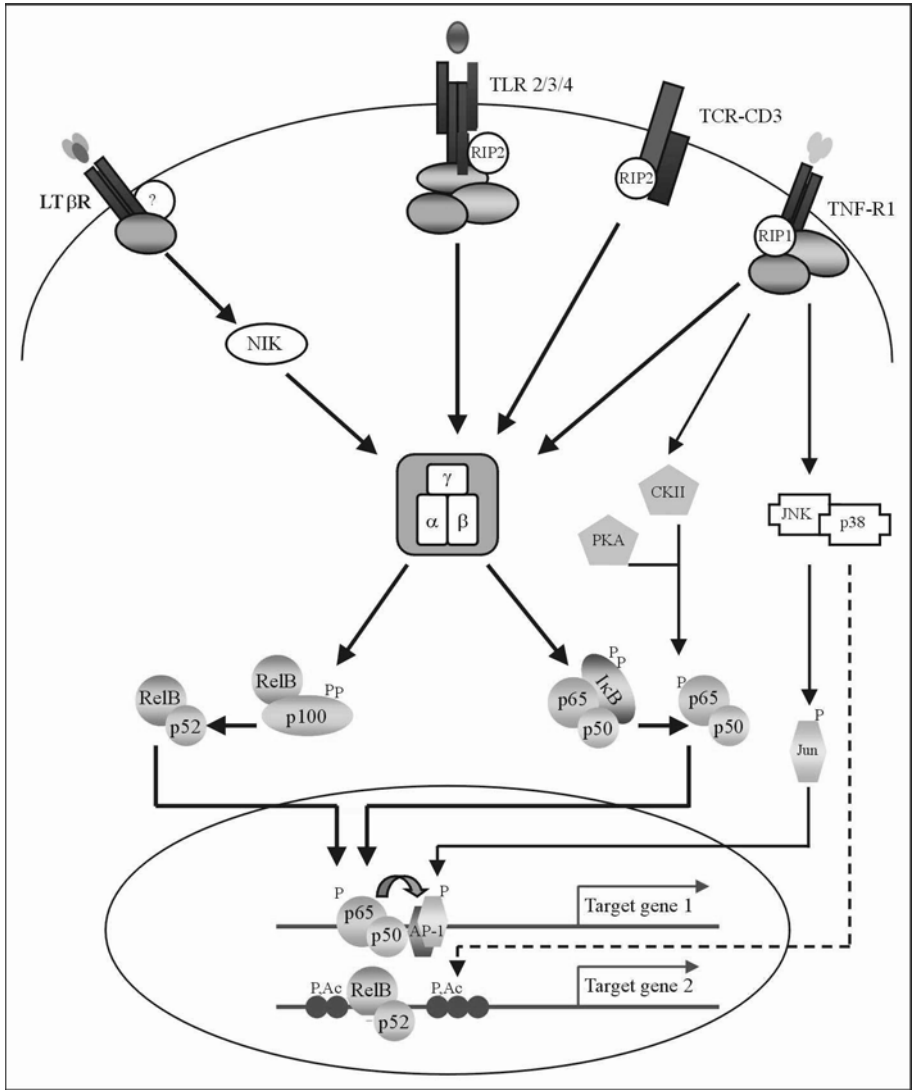 TLR 2/3/4
TCR-CD3
RIP2
RIP2
LTβR
?
TNF-R1
RIP1
NIK
γ
α
β
CKII
PKA
JNK
p38
P
P
IκB
RelB
RelB
p52
PP
p100
p65
p50
P
p65
p50
P
Jun
P
P
p65
p50
AP-1
Target gene 1
P,Ac
RelB
p52
P,Ac
Target gene 2